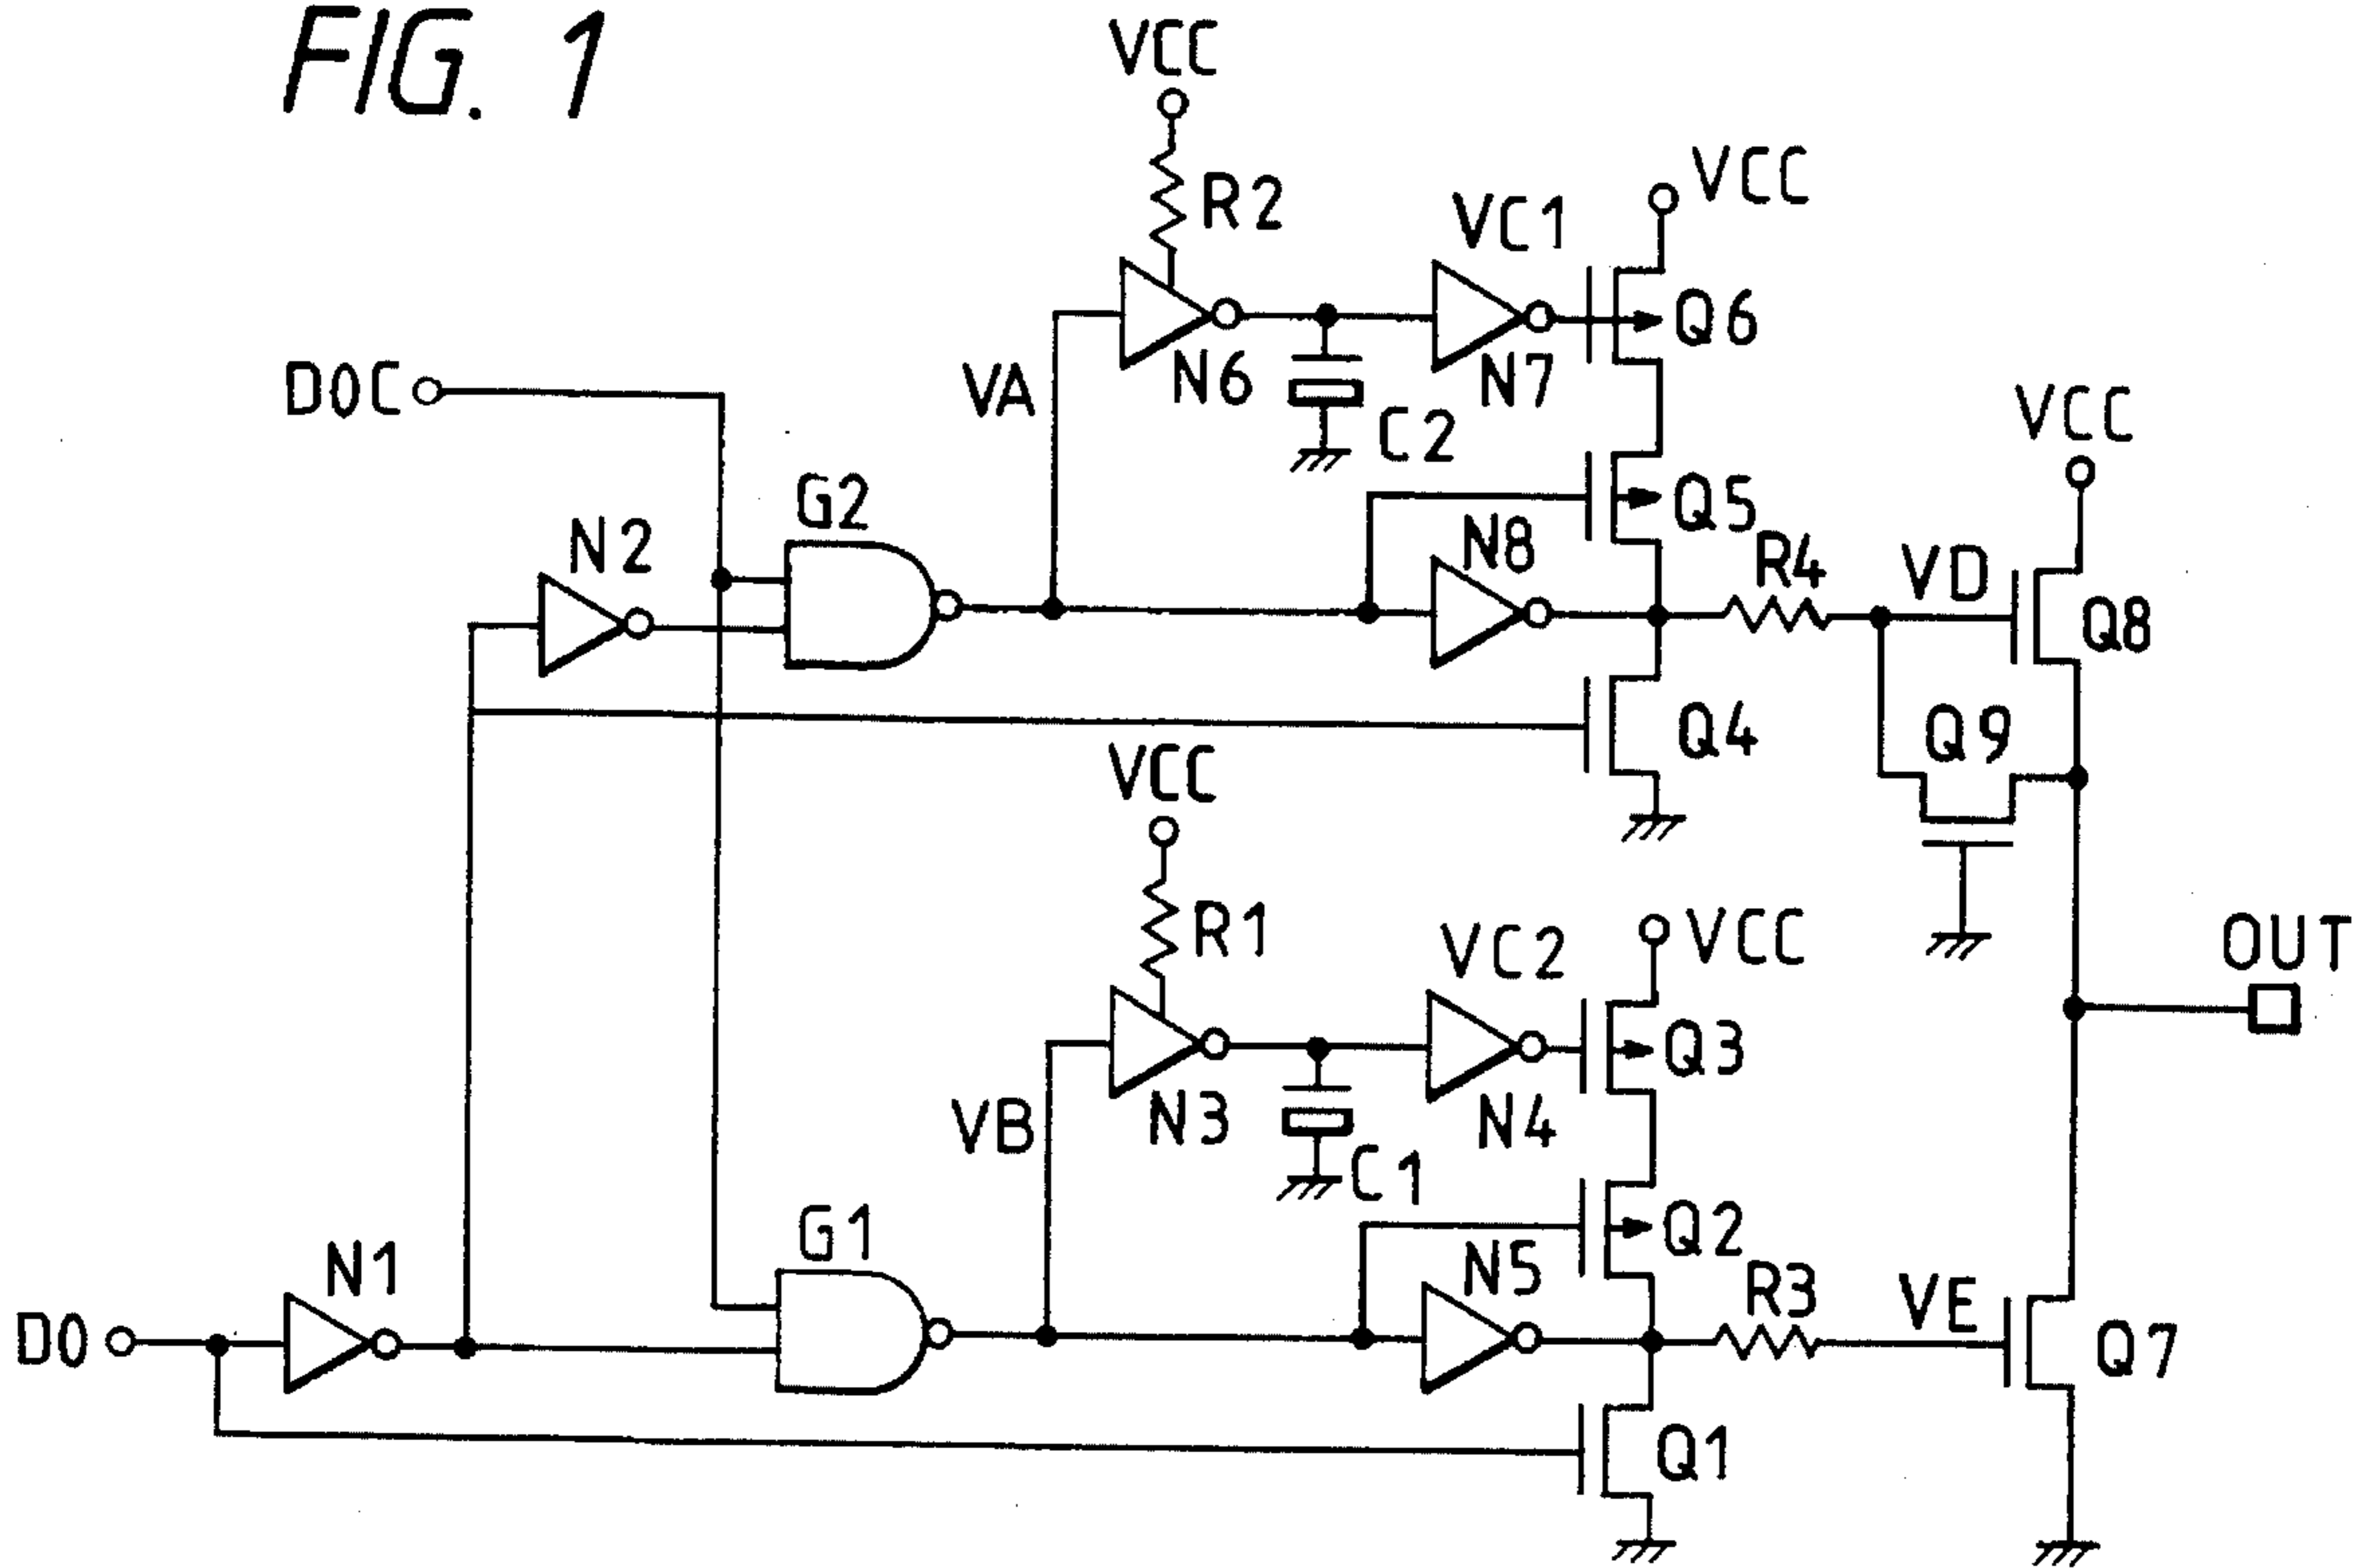 FIG. 1
VCC
VCC
R2
VC1
Q6
N6
N7
D0C
VA
C2
VCC
G2
Q5
N2
N8
R4
VD
Q8
Q4
Q9
VCC
R1
VC2
VCC
OUT
Q3
VB
N3
N4
C1
G1
Q2
N1
N5
R3
VE
D0
Q7
Q1